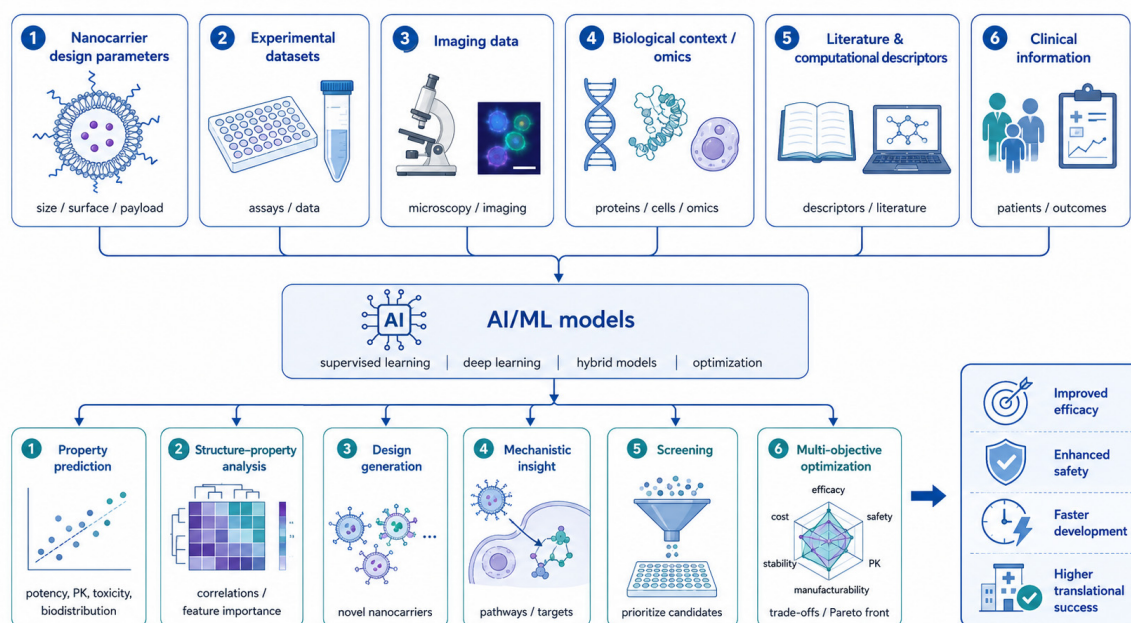 1
Nanocarrier
design parameters
size / surface / payload
2
Experimental
datasets
assays / data
3
Imaging data
microscopy / imaging
4
Biological context /
omics
proteins / cells / omics
5
Literature &
computational descriptors
descriptors / literature
6
Clinical
information
patients / outcomes
AI
AI/ML models
supervised learning | deep learning | hybrid models | optimization
1
Property
prediction
potency, PK, toxicity,
biodistribution
2
Structure–property
analysis
correlations /
feature importance
3
Design
generation
...
novel nanocarriers
4
Mechanistic
insight
pathways / targets
5
Screening
prioritize candidates
6
Multi-objective
optimization
efficacy
cost
safety
stability
PK
manufacturability
trade-offs / Pareto front
Improved
efficacy
Enhanced
safety
Faster
development
Higher
translational
success